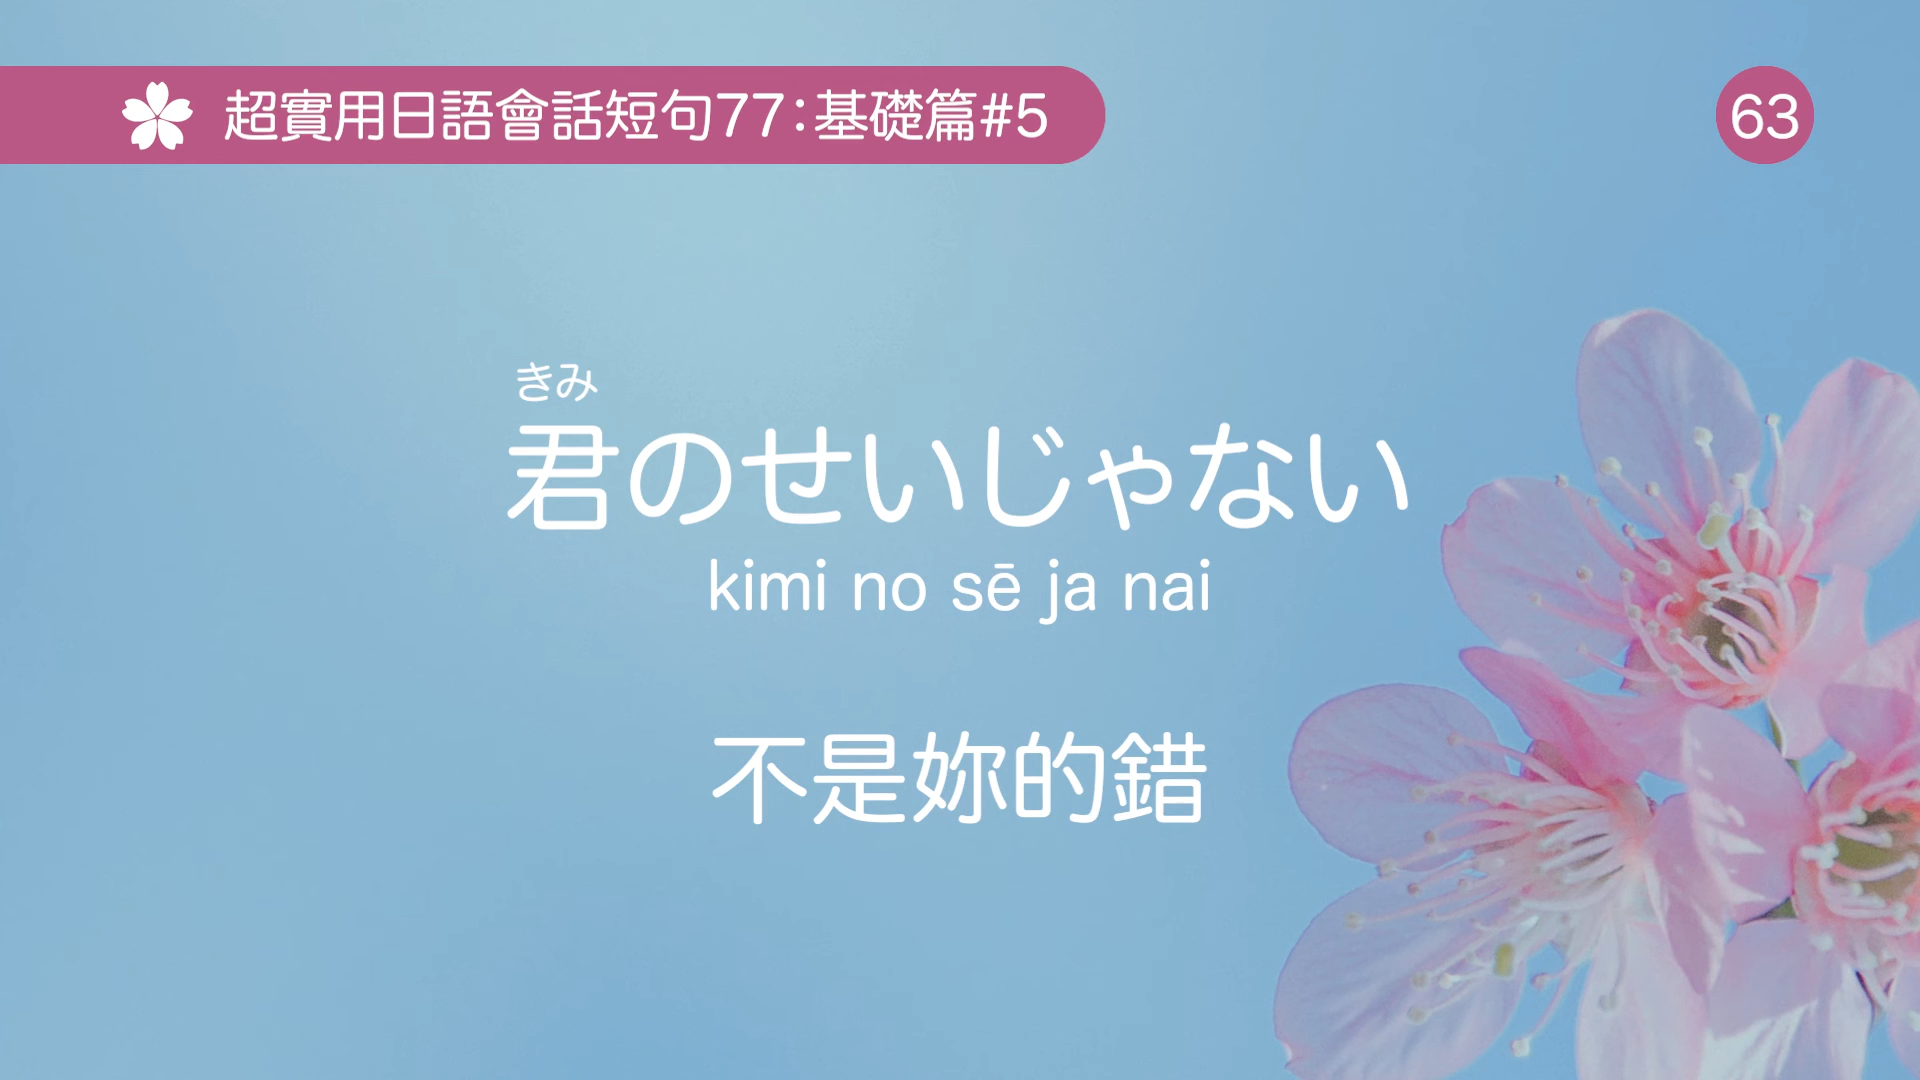 超實用日語會話短句77：基礎篇#5
63
きみ
君のせいじゃない
kimi no sē ja nai
不是妳的錯